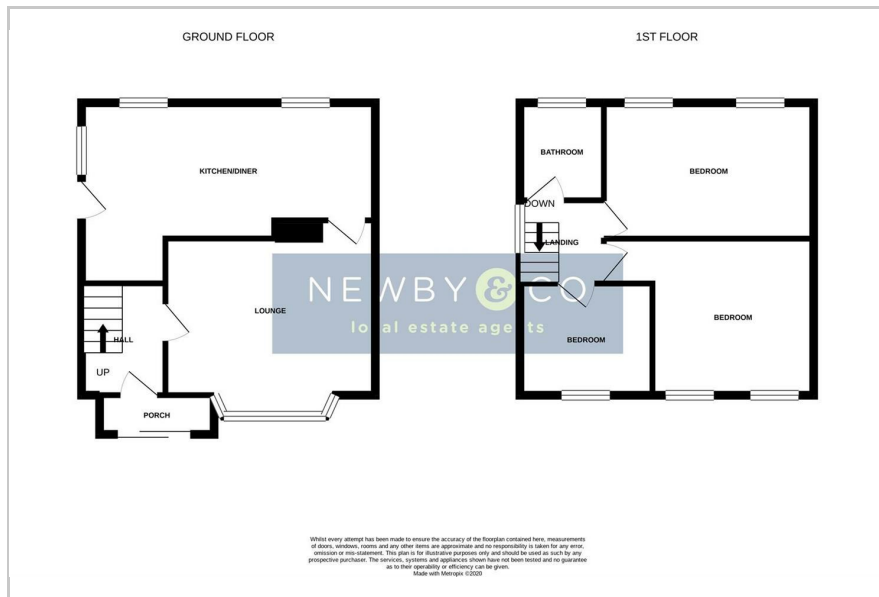 GROUND FLOOR
1ST FLOOR
KITCHEN/DINER
LOUNGE
HALL
UP
PORCH
BATHROOM
BEDROOM
DOWN
LANDING
BEDROOM
BEDROOM
NEWBY & CO
local estate agents
Whilst every attempt has been made to ensure the accuracy of the floorplan contained here, measurements
of doors, windows, rooms and any other items are approximate and no responsibility is taken for any error,
omission or mis-statement. This plan is for illustrative purposes only and should be used as such by any
prospective purchaser. The services, systems and appliances shown have not been tested and no guarantee
as to their operability or efficiency can be given.
Made with Metropix ©2020